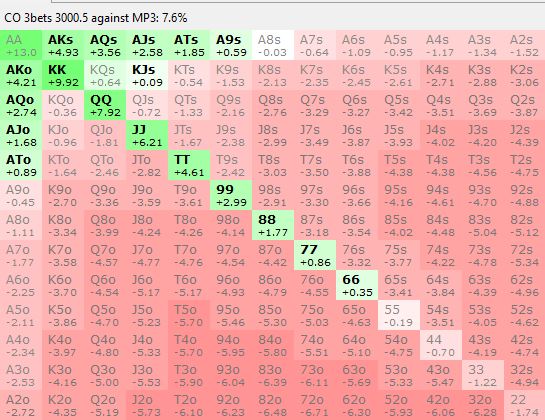 CO 3bets 3000.5 against MP3: 7.6%
AA AKs AQs AJs ATs A9s A8s A7s A6s A5s A4s A3s A2s
+13.0 +4.93 +3.56 +2.58 +1.85 +0.59 -0.03 -0.64 -1.09 -0.95 -1.17 -1.34 -1.52
AKo KK KQs KJs KTs K9s K8s K7s K6s K5s K4s K3s K2s
+4.21 +9.92 -0.64 +0.09 -0.54 -1.53 -2.13 -2.35 -2.45 -2.61 -2.71 -2.88 -3.06
AQo KQo QQ QJs QTs Q9s Q8s Q7s Q6s Q5s Q4s Q3s Q2s
+2.74 -0.36 +7.92 -0.72 -1.33 -2.16 -2.76 -3.29 -3.27 -3.42 -3.51 -3.69 -3.87
AJo KJo QJo JJ JTs J9s J8s J7s J6s J5s J4s J3s J2s
+1.68 -0.96 -1.81 +6.21 -1.67 -2.38 -2.99 -3.49 -3.87 -3.93 -4.02 -4.20 -4.39
ATo KTo QTo JTo TT T9s T8s T7s T6s T5s T4s T3s T2s
+0.89 -1.64 -2.46 -2.82 +4.61 -2.42 -3.03 -3.50 -3.88 -4.38 -4.38 -4.56 -4.75
A9o K9o Q9o J9o T9o 99 98s 97s 96s 95s 94s 93s 92s
-0.45 -2.70 -3.36 -3.59 -3.61 +2.99 -2.91 -3.30 -3.66 -4.16 -4.61 -4.70 -4.88
A8o K8o Q8o J8o T8o 98o 88 87s 86s 85s 84s 83s 82s
-1.11 -3.34 -3.99 -4.24 -4.26 -4.14 +1.77 -3.18 -3.54 -4.02 -4.48 -5.04 -5.12
A7o K7o Q7o J7o T7o 97o 87o 77 76s 75s 74s 73s 72s
-1.77 -3.58 -4.57 -4.77 -4.76 -4.54 -4.42 +0.86 -3.32 -3.77 -4.22 -4.78 -5.34
A6o K6o Q6o J6o T6o 96o 86o 76o 66 65s 64s 63s 62s
-2.25 -3.70 -4.54 -5.17 -5.17 -4.93 -4.79 -4.55 +0.35 -3.41 -3.84 -4.39 -4.96
A5o K5o Q5o J5o T5o 95o 85o 75o 65o 55 54s 53s 52s
-2.11 -3.86 -4.70 -5.23 -5.70 -5.46 -5.30 -5.03 -4.63 -0.19 -3.51 -4.05 -4.62
A4o K4o Q4o J4o T4o 94o 84o 74o 64o 54o 44 43s 42s
-2.34 -3.97 -4.80 -5.33 -5.70 -5.95 -5.80 -5.51 -5.10 -4.75 -0.70 -4.19 -4.74
A3o K3o Q3o J3o T3o 93o 83o 73o 63o 53o 43o 33 32s
-2.53 -4.16 -5.00 -5.53 -5.90 -6.04 -6.39 -6.11 -5.69 -5.33 -5.47 -1.22 -4.94
A2o K2o Q2o J2o T2o 92o 82o 72o 62o 52o 42o 32o 22
-2.72 -4.35 -5.19 -5.73 -6.10 -6.23 -6.48 -6.71 -6.30 -5.93 -6.06 -6.28 -1.74